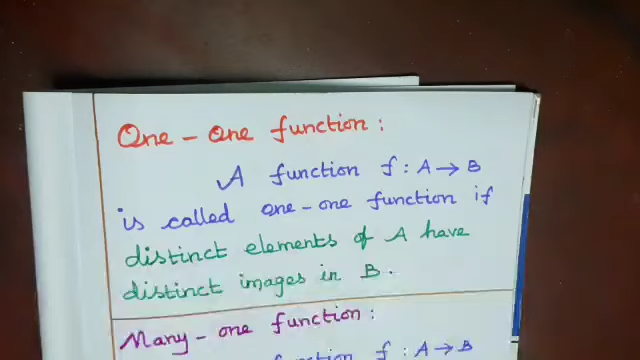 One - One function :
A function f : A → B
is called one-one function if
distinct elements of A have
distinct images in B.
Many - one function :
function f : A → B